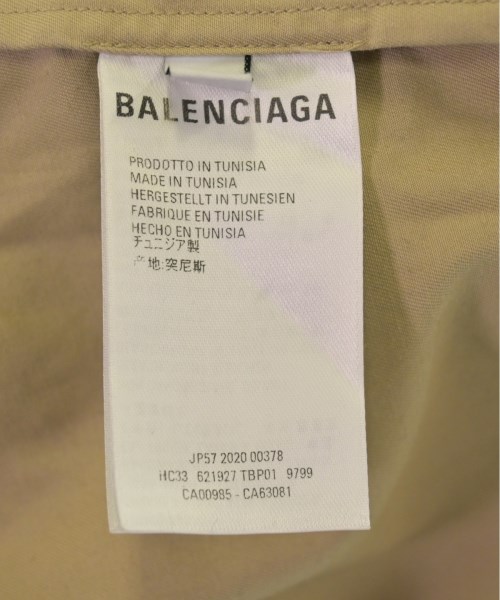 BALENCIAGA
PRODOTTO IN TUNISIA
MADE IN TUNISIA
HERGESTELLT IN TUNESIEN
FABRIQUE EN TUNISIE
HECHO EN TUNISIA
チュニジア製
产地:突尼斯
JP57 2020 00378
HC33 621927 TBP01 9799
CA00985 - CA63081